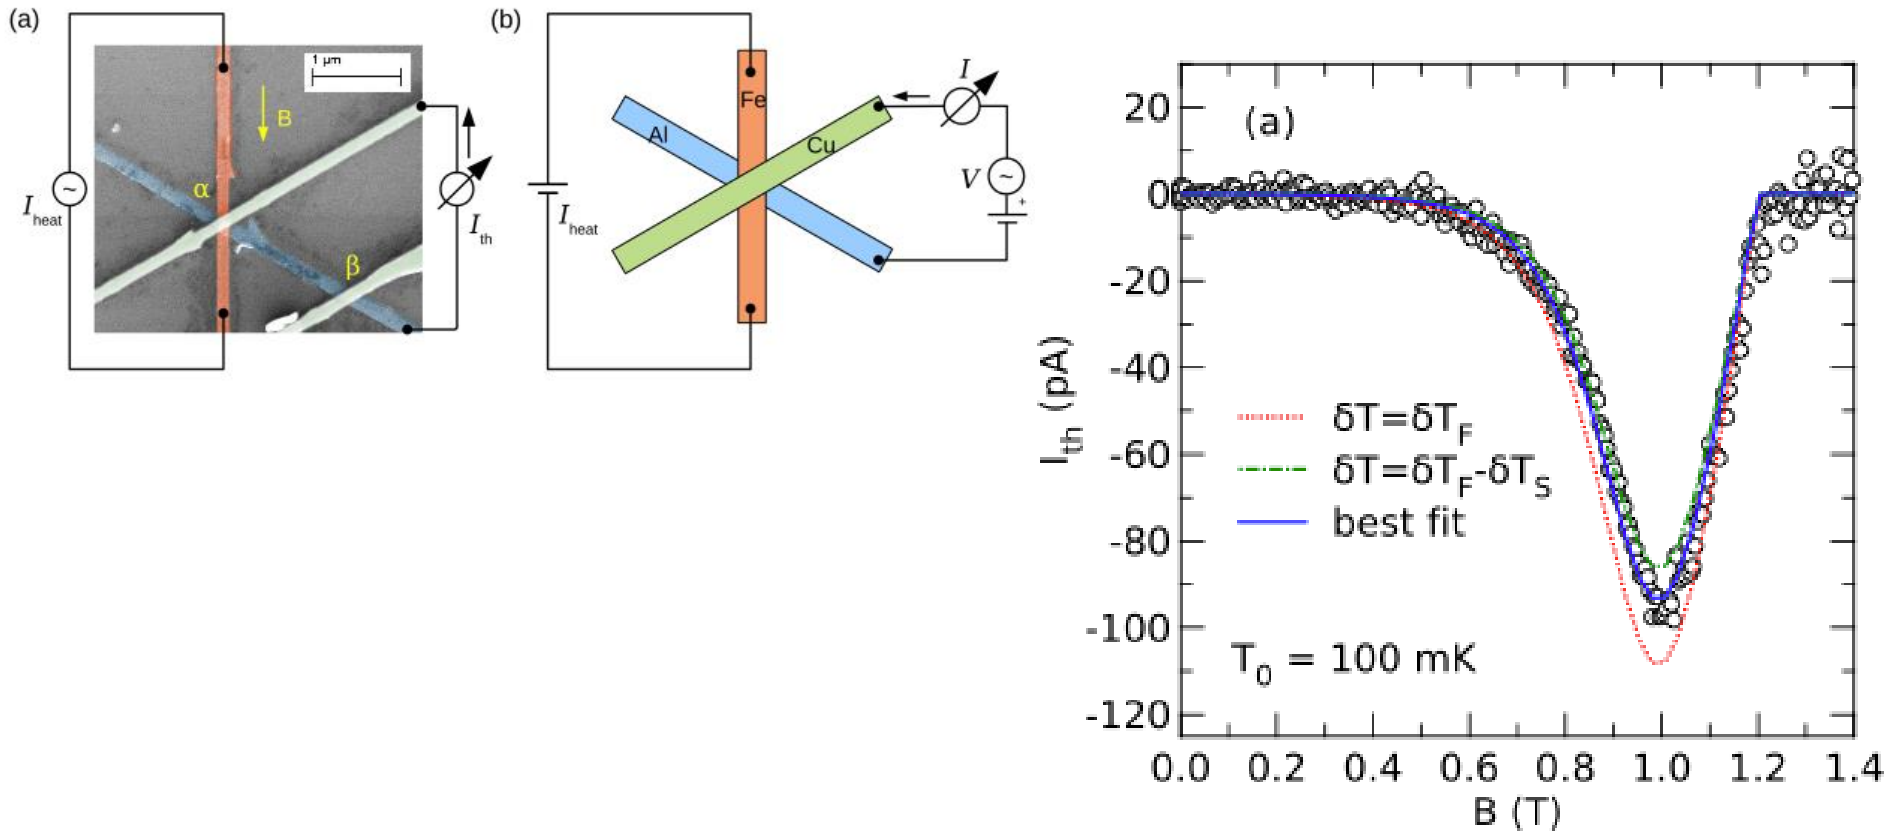 (a)
1 µm
B
α
β
~
I_heat
I_th
(b)
Fe
Al
Cu
I
V
~
+
I_heat
(a)
20
0
-20
-40
-60
-80
-100
-120
I_th (pA)
δT=δT_F
δT=δT_F-δT_S
best fit
T_0 = 100 mK
0.0 0.2 0.4 0.6 0.8 1.0 1.2 1.4
B (T)